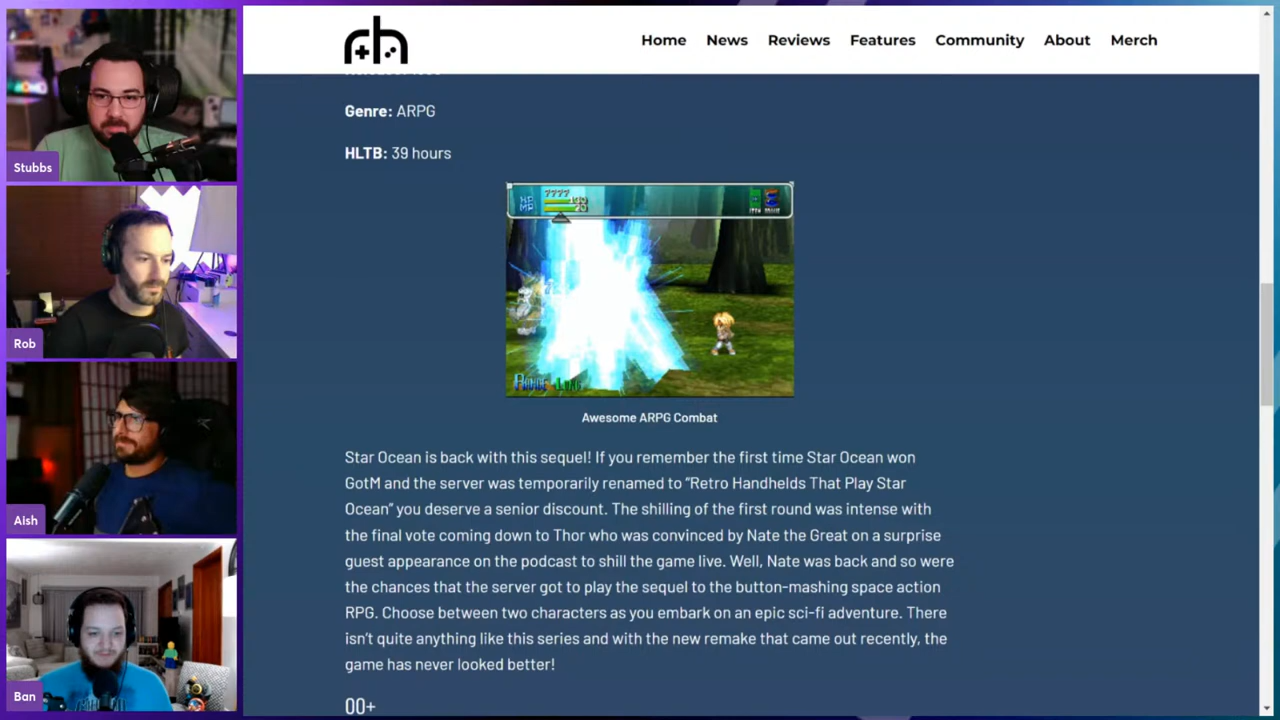 Home News Reviews Features Community About Merch
Genre: ARPG
HLTB: 39 hours
7777
Awesome ARPG Combat
Star Ocean is back with this sequel! If you remember the first time Star Ocean won
GotM and the server was temporarily renamed to “Retro Handhelds That Play Star
Ocean” you deserve a senior discount. The shilling of the first round was intense with
the final vote coming down to Thor who was convinced by Nate the Great on a surprise
guest appearance on the podcast to shill the game live. Well, Nate was back and so were
the chances that the server got to play the sequel to the button-mashing space action
RPG. Choose between two characters as you embark on an epic sci-fi adventure. There
isn’t quite anything like this series and with the new remake that came out recently, the
game has never looked better!
00+
Stubbs
Rob
Aish
Ban